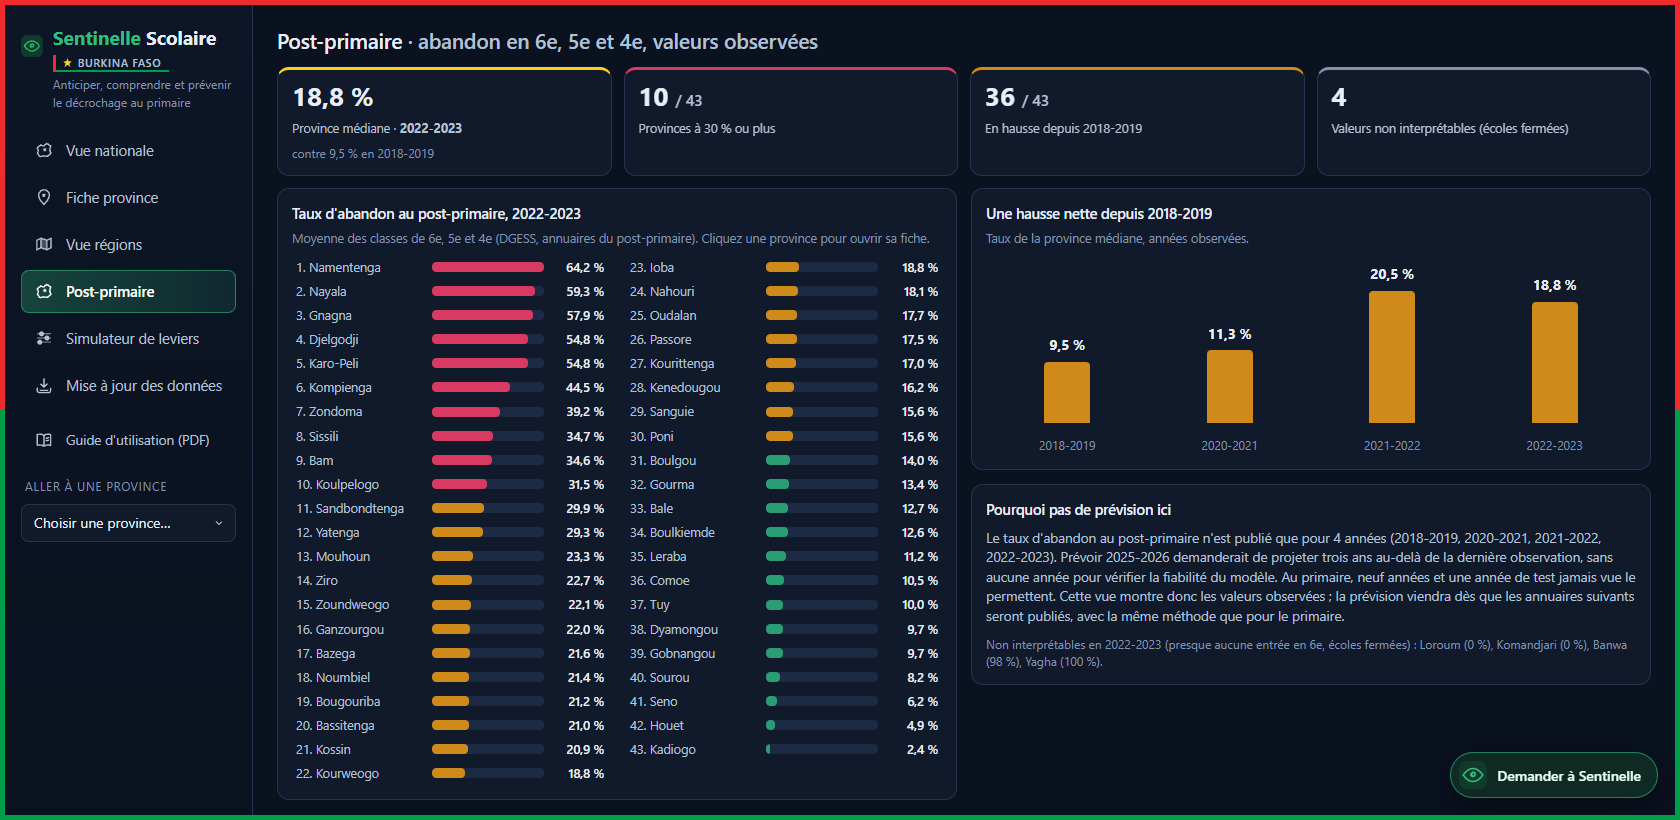 Sentinelle Scolaire
★ BURKINA FASO
Anticiper, comprendre et prévenir
le décrochage au primaire
Vue nationale
Fiche province
Vue régions
Post-primaire
Simulateur de leviers
Mise à jour des données
Guide d'utilisation (PDF)
ALLER À UNE PROVINCE
Choisir une province...
Post-primaire · abandon en 6e, 5e et 4e, valeurs observées
18,8 %
Province médiane · 2022-2023
contre 9,5 % en 2018-2019
10 / 43
Provinces à 30 % ou plus
36 / 43
En hausse depuis 2018-2019
4
Valeurs non interprétables (écoles fermées)
Taux d'abandon au post-primaire, 2022-2023
Moyenne des classes de 6e, 5e et 4e (DGESS, annuaires du post-primaire). Cliquez une province pour ouvrir sa fiche.
1. Namentenga 64,2 %
2. Nayala 59,3 %
3. Gnagna 57,9 %
4. Djelgodji 54,8 %
5. Karo-Peli 54,8 %
6. Kompienga 44,5 %
7. Zondoma 39,2 %
8. Sissili 34,7 %
9. Bam 34,6 %
10. Koulpelogo 31,5 %
11. Sandbondtenga 29,9 %
12. Yatenga 29,3 %
13. Mouhoun 23,3 %
14. Ziro 22,7 %
15. Zoundweogo 22,1 %
16. Ganzourgou 22,0 %
17. Bazega 21,6 %
18. Noumbiel 21,4 %
19. Bougouriba 21,2 %
20. Bassitenga 21,0 %
21. Kossin 20,9 %
22. Kourweogo 18,8 %
23. Ioba 18,8 %
24. Nahouri 18,1 %
25. Oudalan 17,7 %
26. Passore 17,5 %
27. Kourittenga 17,0 %
28. Kenedougou 16,2 %
29. Sanguie 15,6 %
30. Poni 15,6 %
31. Boulgou 14,0 %
32. Gourma 13,4 %
33. Bale 12,7 %
34. Boulkiemde 12,6 %
35. Leraba 11,2 %
36. Comoe 10,5 %
37. Tuy 10,0 %
38. Dyamongou 9,7 %
39. Gobnangou 9,7 %
40. Sourou 8,2 %
41. Seno 6,2 %
42. Houet 4,9 %
43. Kadiogo 2,4 %
Une hausse nette depuis 2018-2019
Taux de la province médiane, années observées.
9,5 % 11,3 % 20,5 % 18,8 %
2018-2019 2020-2021 2021-2022 2022-2023
Pourquoi pas de prévision ici
Le taux d'abandon au post-primaire n'est publié que pour 4 années (2018-2019, 2020-2021, 2021-2022,
2022-2023). Prévoir 2025-2026 demanderait de projeter trois ans au-delà de la dernière observation, sans
aucune année pour vérifier la fiabilité du modèle. Au primaire, neuf années et une année de test jamais vue le
permettent. Cette vue montre donc les valeurs observées ; la prévision viendra dès que les annuaires suivants
seront publiés, avec la même méthode que pour le primaire.
Non interprétables en 2022-2023 (presque aucune entrée en 6e, écoles fermées) : Loroum (0 %), Komandjari (0 %), Banwa
(98 %), Yagha (100 %).
Demander à Sentinelle